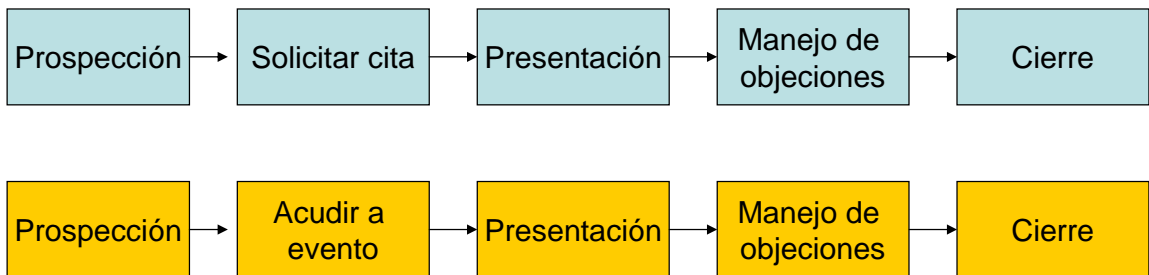 Prospección
Solicitar cita
Presentación
Manejo de
objeciones
Cierre
Prospección
Acudir a
evento
Presentación
Manejo de
objeciones
Cierre